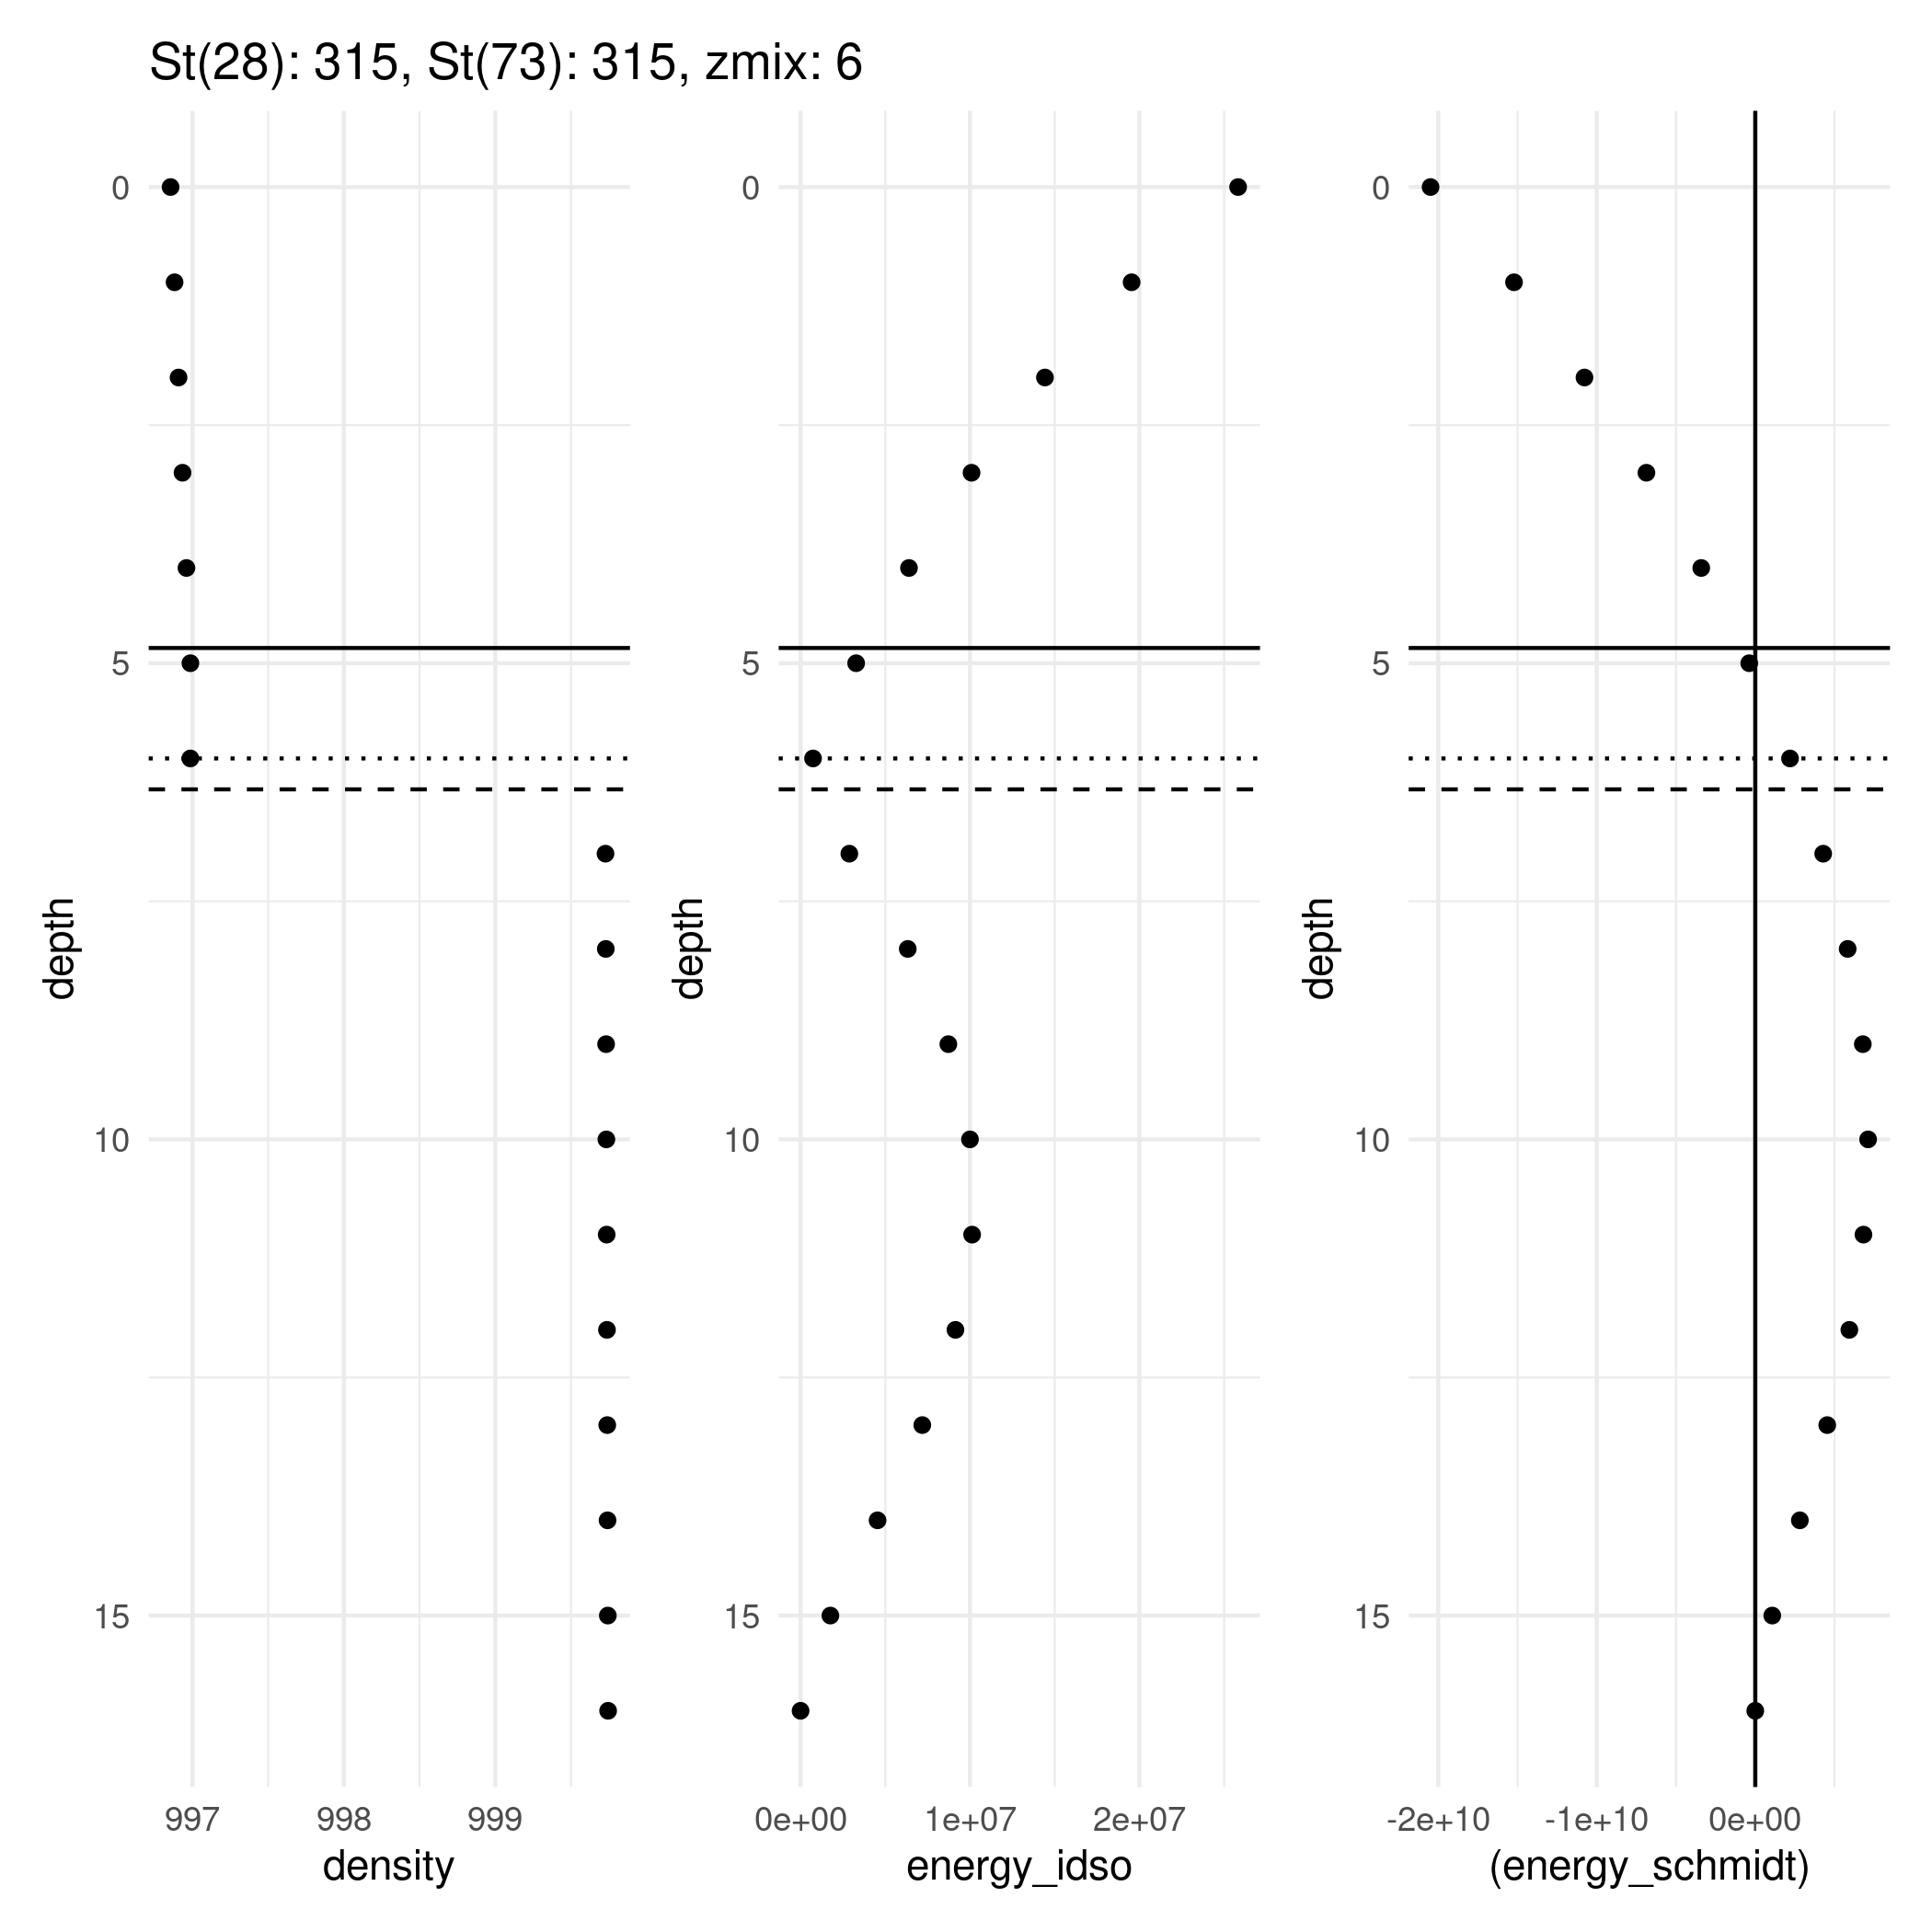 St(28): 315, St(73): 315, zmix: 6
0
5
10
15
depth
997 998 999
density
0
5
10
15
depth
0e+00 1e+07 2e+07
energy_idso
0
5
10
15
depth
-2e+10 -1e+10 0e+00
(energy_schmidt)